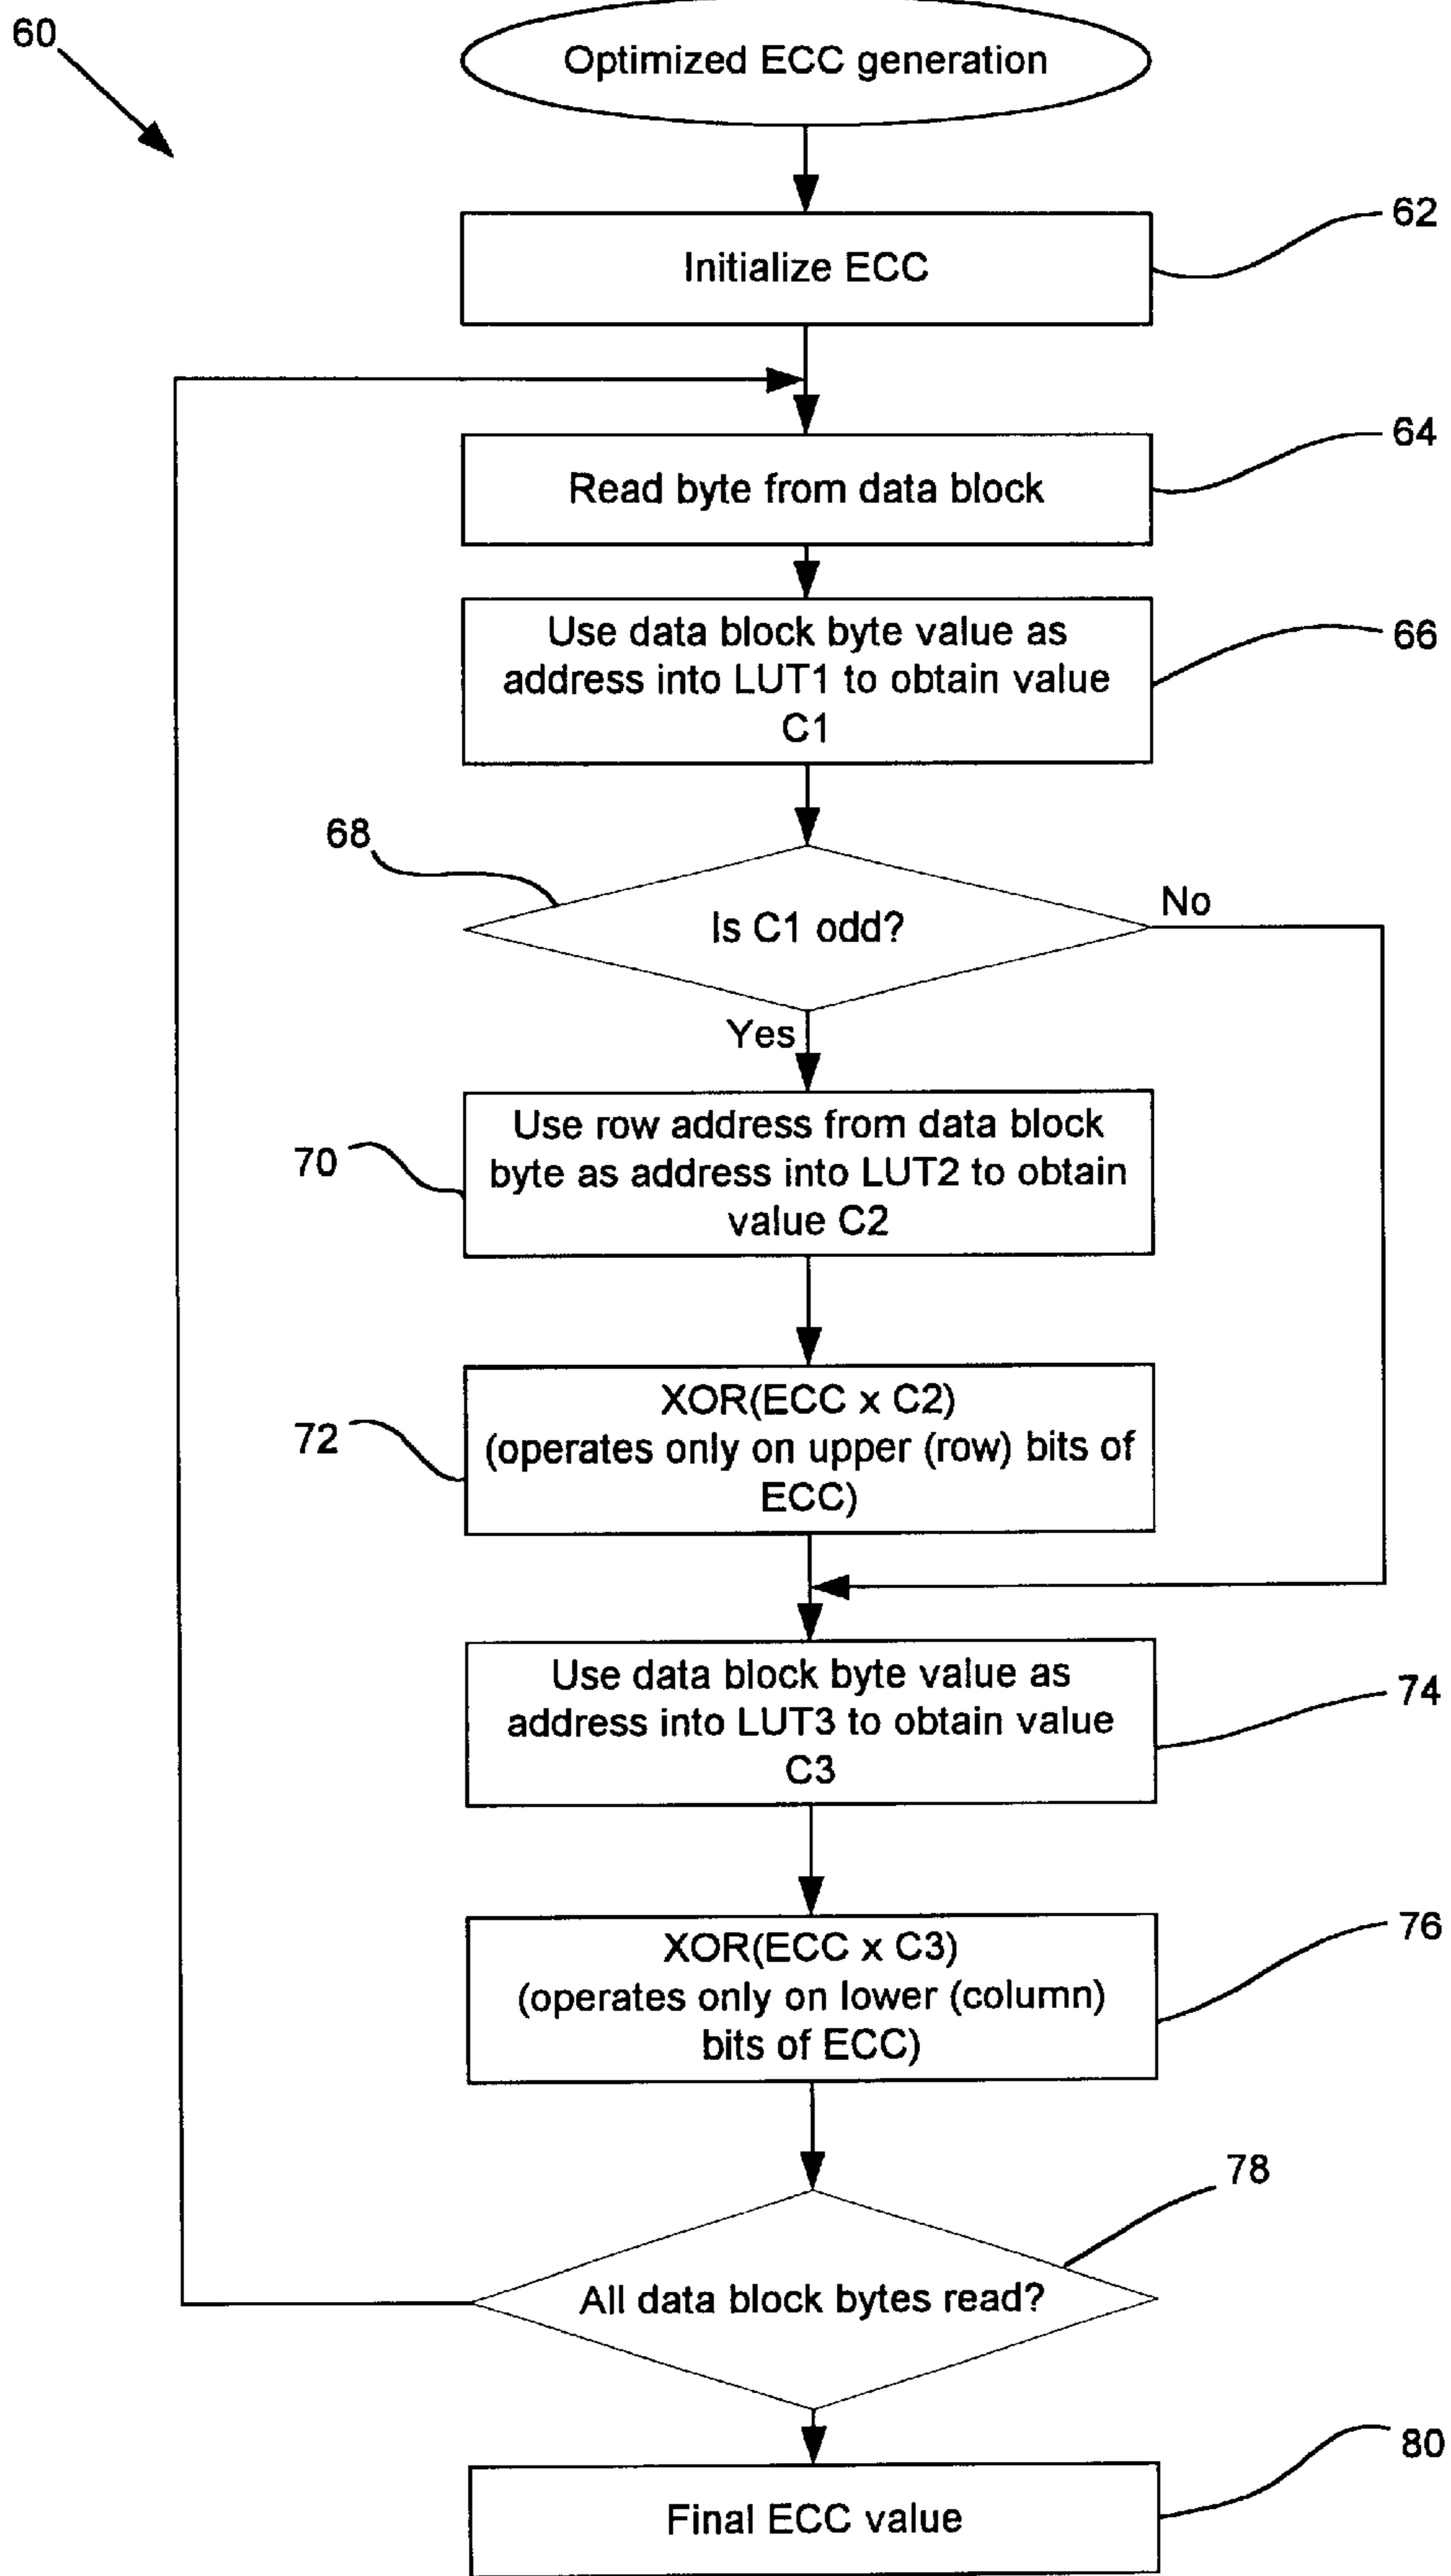 60
Optimized ECC generation
62
Initialize ECC
64
Read byte from data block
66
Use data block byte value as
address into LUT1 to obtain value
C1
68
Is C1 odd?
No
Yes
70
Use row address from data block
byte as address into LUT2 to obtain
value C2
72
XOR(ECC x C2)
(operates only on upper (row) bits of
ECC)
74
Use data block byte value as
address into LUT3 to obtain value
C3
76
XOR(ECC x C3)
(operates only on lower (column)
bits of ECC)
78
All data block bytes read?
80
Final ECC value